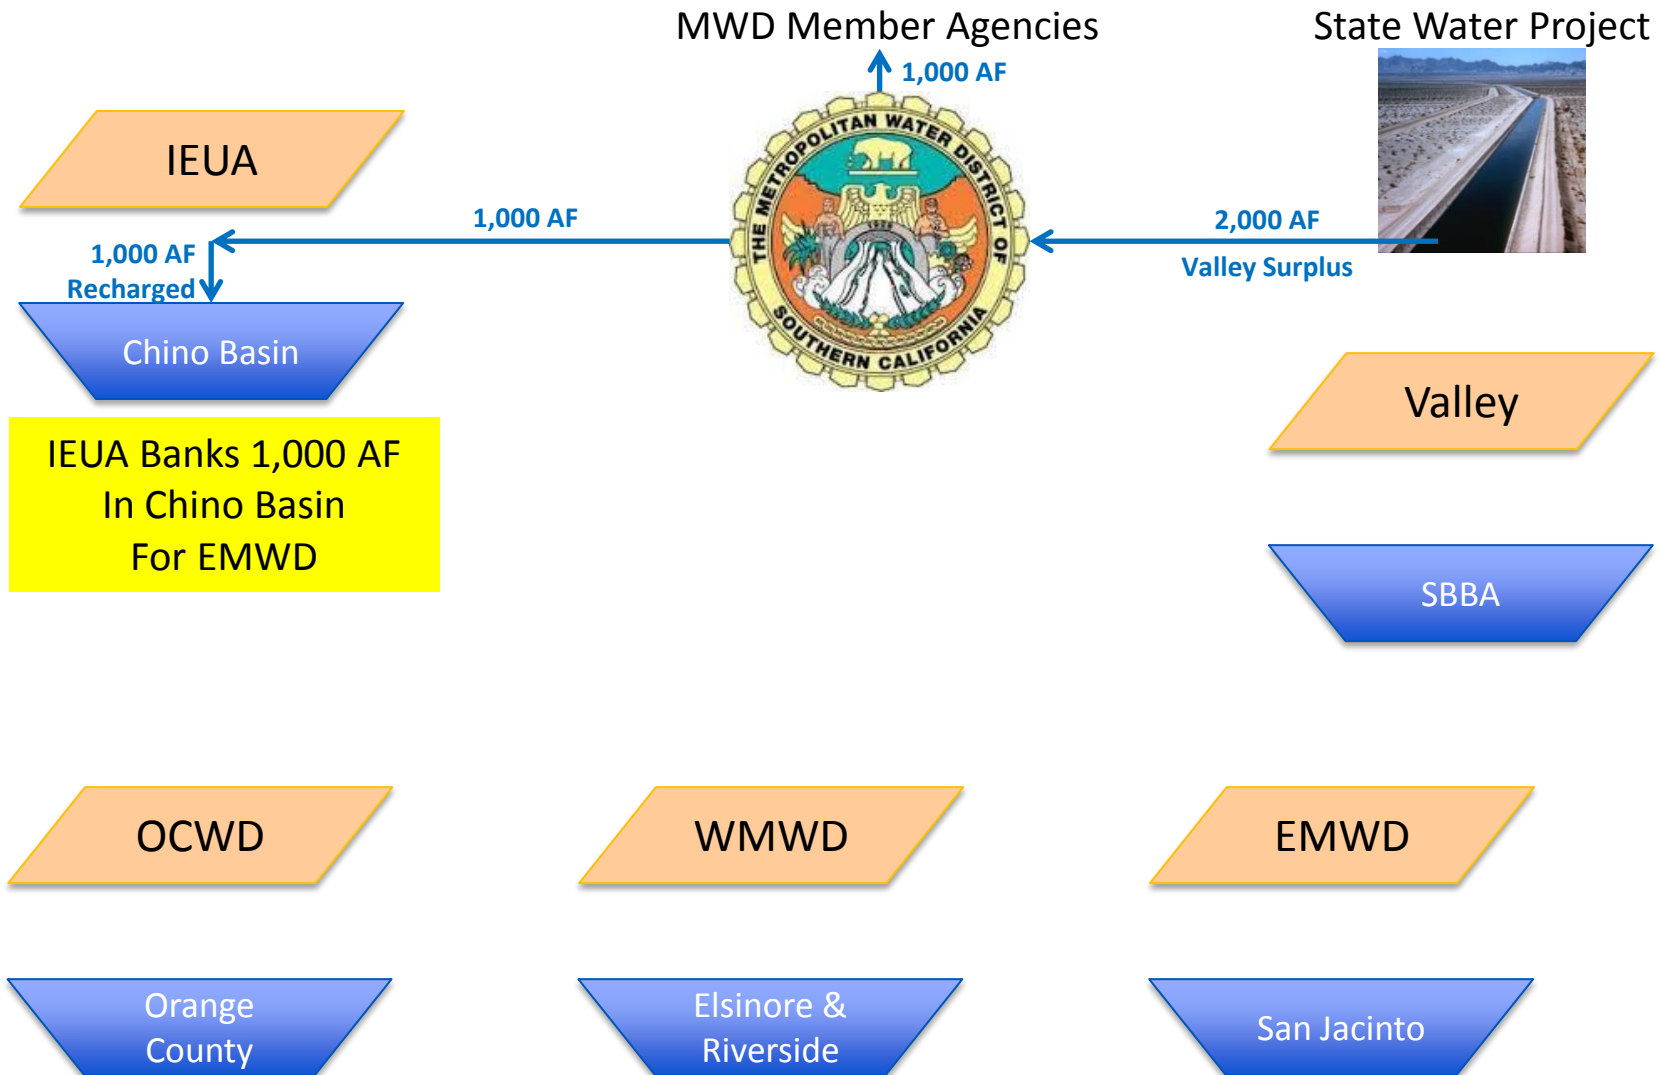 MWD Member Agencies
State Water Project
1,000 AF
IEUA
THE METROPOLITAN WATER DISTRICT OF
SOUTHERN CALIFORNIA
1928
1,000 AF
2,000 AF
Valley Surplus
1,000 AF
Recharged
Chino Basin
Valley
IEUA Banks 1,000 AF
In Chino Basin
For EMWD
SBBA
OCWD
WMWD
EMWD
Orange
County
Elsinore &
Riverside
San Jacinto